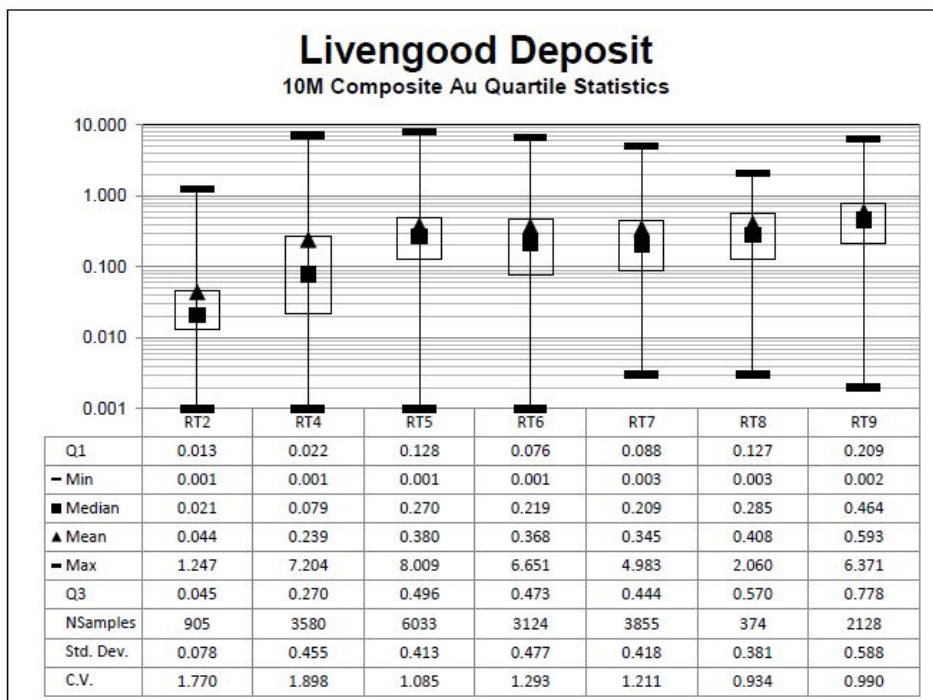 Livengood Deposit
10M Composite Au Quartile Statistics
10.000
1.000
0.100
0.010
0.001
RT2 RT4 RT5 RT6 RT7 RT8 RT9
Q1 0.013 0.022 0.128 0.076 0.088 0.127 0.209
Min 0.001 0.001 0.001 0.001 0.003 0.003 0.002
Median 0.021 0.079 0.270 0.219 0.209 0.285 0.464
Mean 0.044 0.239 0.380 0.368 0.345 0.408 0.593
Max 1.247 7.204 8.009 6.651 4.983 2.060 6.371
Q3 0.045 0.270 0.496 0.473 0.444 0.570 0.778
NSamples 905 3580 6033 3124 3855 374 2128
Std. Dev. 0.078 0.455 0.413 0.477 0.418 0.381 0.588
C.V. 1.770 1.898 1.085 1.293 1.211 0.934 0.990